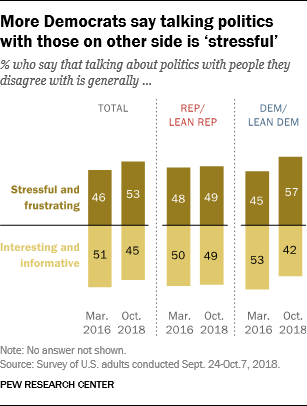 More Democrats say talking politics
with those on other side is ‘stressful’
% who say that talking about politics with people they
disagree with is generally ...
TOTAL
REP/
LEAN REP
DEM/
LEAN DEM
Stressful and
frustrating
46
53
48
49
45
57
Interesting and
informative
51
45
50
49
53
42
Mar.
2016
Oct.
2018
Mar.
2016
Oct.
2018
Mar.
2016
Oct.
2018
Note: No answer not shown.
Source: Survey of U.S. adults conducted Sept. 24-Oct.7, 2018.
PEW RESEARCH CENTER